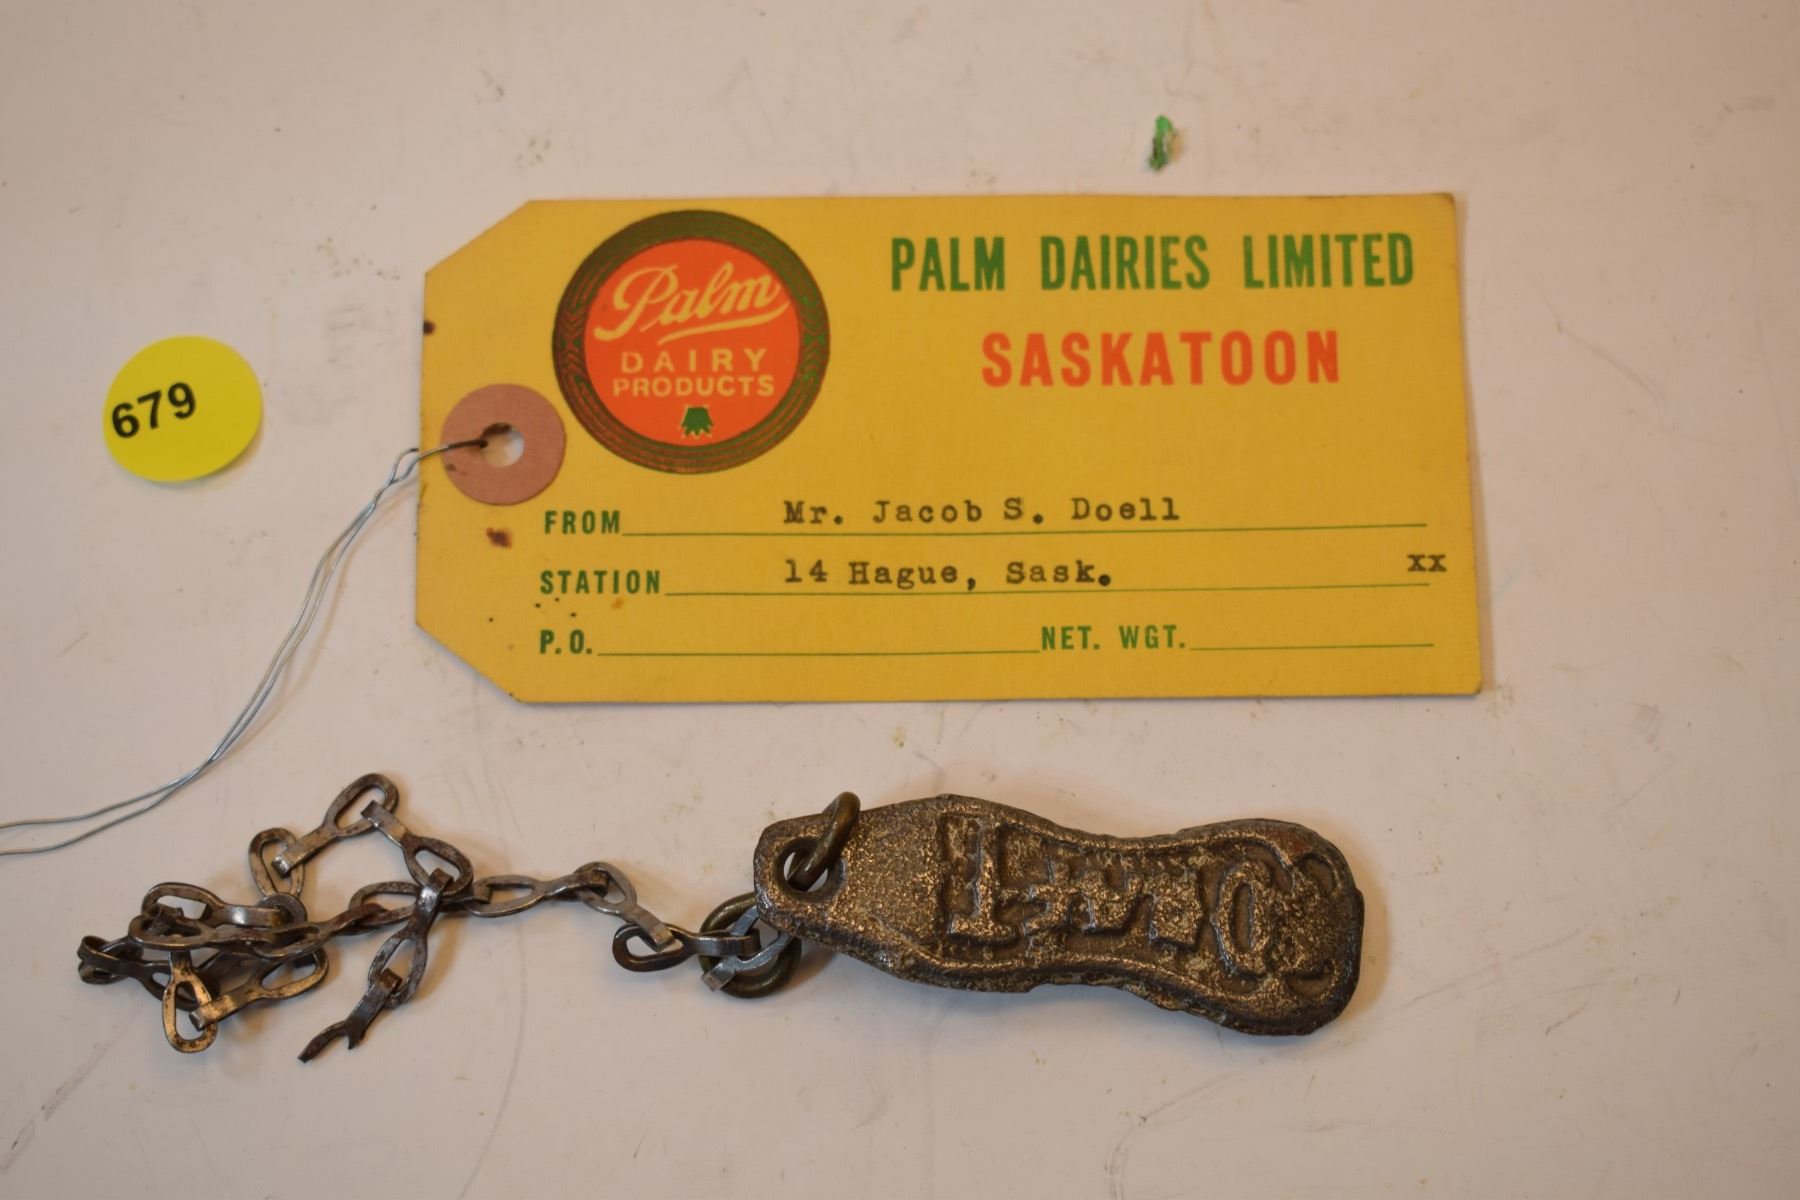 679
Palm
DAIRY
PRODUCTS
PALM DAIRIES LIMITED
SASKATOON
FROM Mr. Jacob S. Doell
STATION 14 Hague, Sask. xx
P.O. NET. WGT.